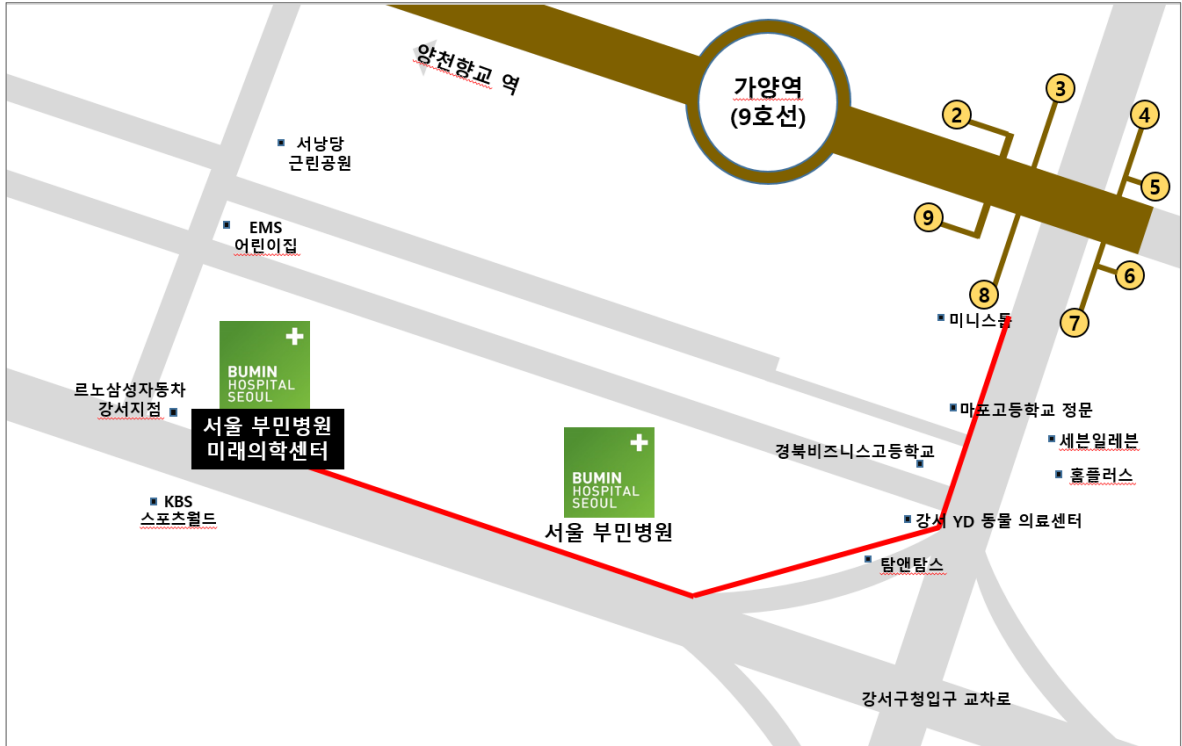 양천향교 역
가양역
(9호선)
2
3
4
5
9
6
8
7
서낭당
근린공원
EMS
어린이집
미니스톱
BUMIN
HOSPITAL
SEOUL
르노삼성자동차
강서지점
서울 부민병원
미래의학센터
마포고등학교 정문
세븐일레븐
경복비즈니스고등학교
홈플러스
BUMIN
HOSPITAL
SEOUL
서울 부민병원
KBS
스포츠월드
강서 YD 동물 의료센터
탐앤탐스
강서구청입구 교차로